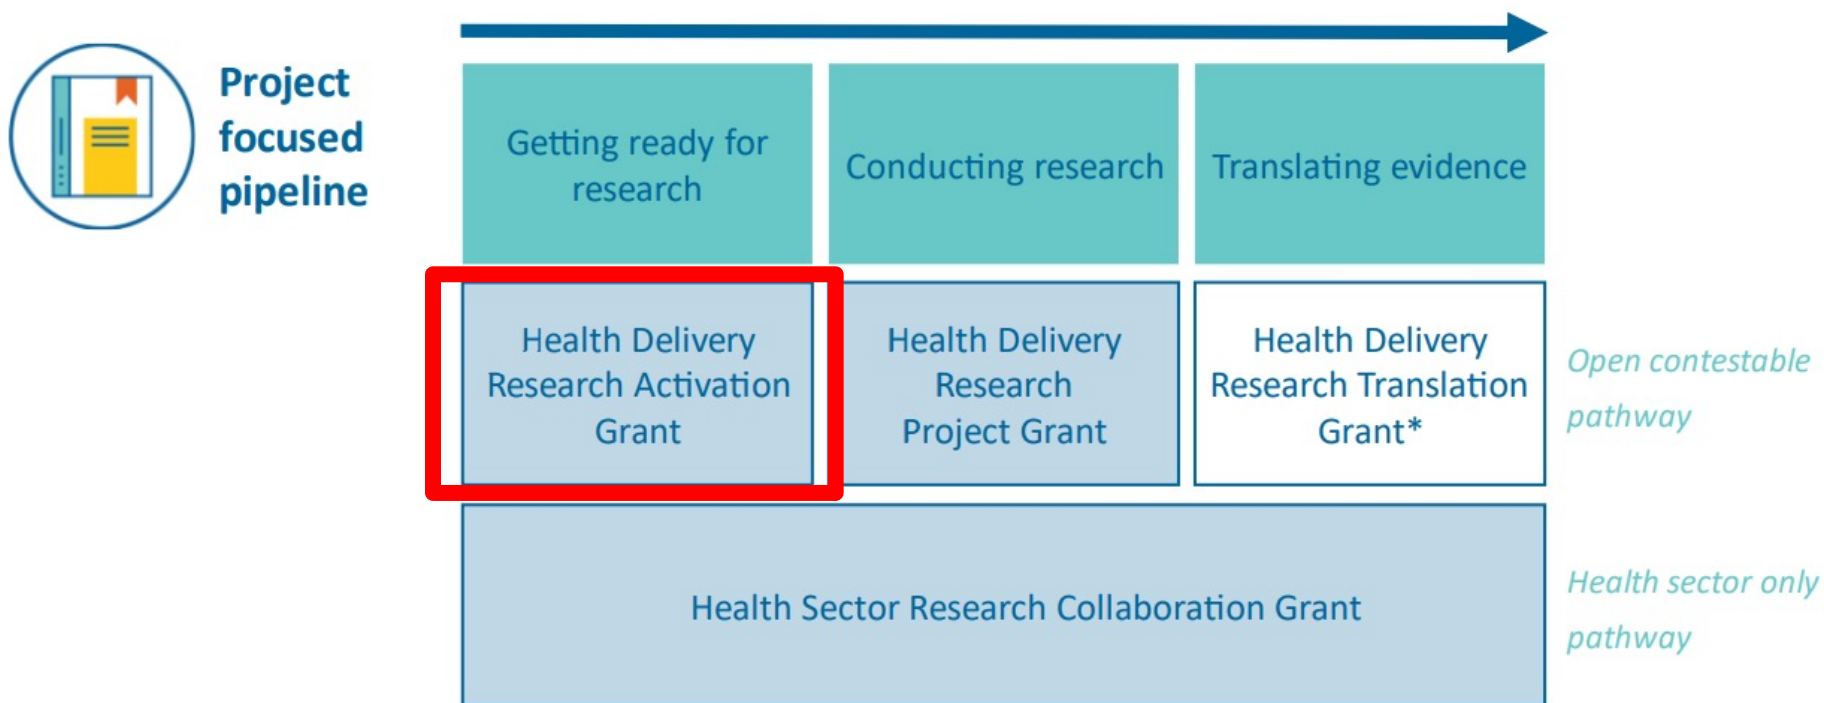 Project
focused
pipeline
Getting ready for
research
Conducting research
Translating evidence
Health Delivery
Research Activation
Grant
Health Delivery
Research
Project Grant
Health Delivery
Research Translation
Grant*
Open contestable
pathway
Health Sector Research Collaboration Grant
Health sector only
pathway